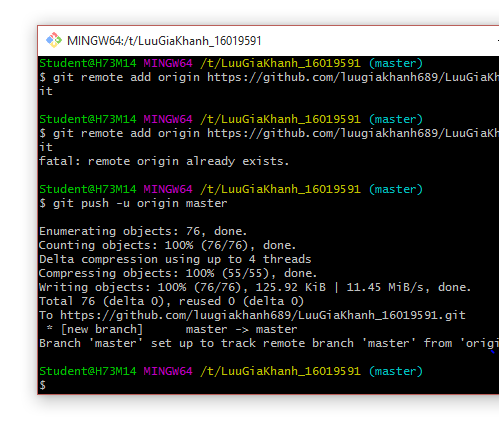 MINGW64:/t/LuuGiaKhanh_16019591
Student@H73M14 MINGW64 /t/LuuGiaKhanh_16019591 (master)
$ git remote add origin https://github.com/luugiakhanh689/LuuGiaKh
it
Student@H73M14 MINGW64 /t/LuuGiaKhanh_16019591 (master)
$ git remote add origin https://github.com/luugiakhanh689/LuuGiaKh
it
fatal: remote origin already exists.
Student@H73M14 MINGW64 /t/LuuGiaKhanh_16019591 (master)
$ git push -u origin master
Enumerating objects: 76, done.
Counting objects: 100% (76/76), done.
Delta compression using up to 4 threads
Compressing objects: 100% (55/55), done.
Writing objects: 100% (76/76), 125.92 KiB | 11.45 MiB/s, done.
Total 76 (delta 0), reused 0 (delta 0)
To https://github.com/luugiakhanh689/LuuGiaKhanh_16019591.git
 * [new branch]      master -> master
Branch 'master' set up to track remote branch 'master' from 'origi
Student@H73M14 MINGW64 /t/LuuGiaKhanh_16019591 (master)
$